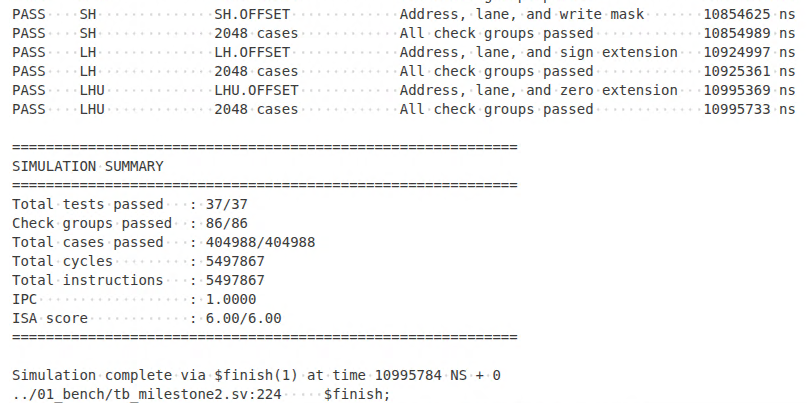 PASS SH SH.OFFSET Address, lane, and write mask 10854625 ns
PASS SH 2048 cases All check groups passed 10854989 ns
PASS LH LH.OFFSET Address, lane, and sign extension 10924997 ns
PASS LH 2048 cases All check groups passed 10925361 ns
PASS LHU LHU.OFFSET Address, lane, and zero extension 10995369 ns
PASS LHU 2048 cases All check groups passed 10995733 ns
============================================================
SIMULATION SUMMARY
============================================================
Total tests passed : 37/37
Check groups passed : 86/86
Total cases passed : 404988/404988
Total cycles : 5497867
Total instructions : 5497867
IPC : 1.0000
ISA score : 6.00/6.00
============================================================
Simulation complete via $finish(1) at time 10995784 NS + 0
../01_bench/tb_milestone2.sv:224 $finish;